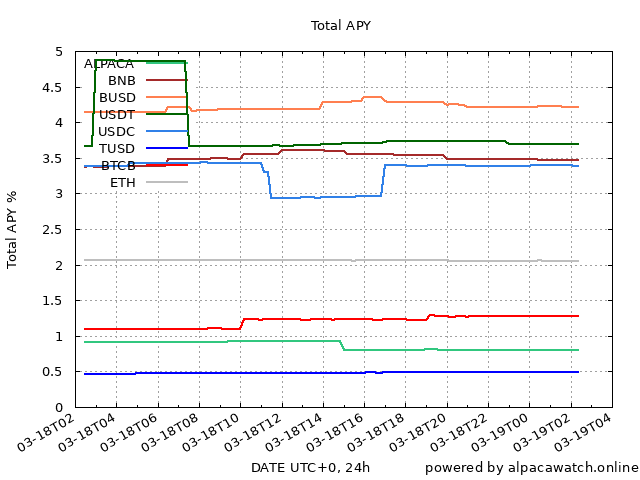 Total APY
5
4.5
4
3.5
3
2.5
2
1.5
1
0.5
0
Total APY %
ALPACA
BNB
BUSD
USDT
USDC
TUSD
BTCB
ETH
03-18T02
03-18T04
03-18T06
03-18T08
03-18T10
03-18T12
03-18T14
03-18T16
03-18T18
03-18T20
03-18T22
03-19T00
03-19T02
03-19T04
DATE UTC+0, 24h
powered by alpacawatch.online